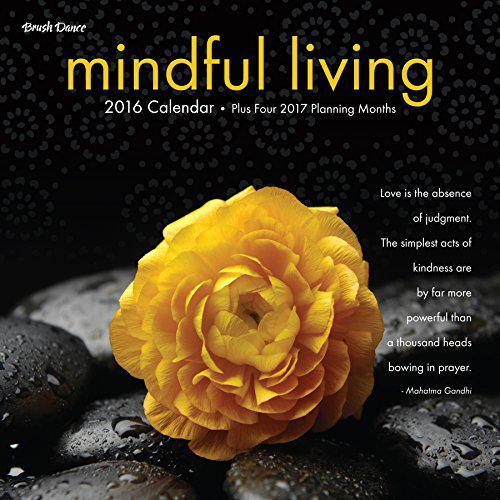 Brush Dance
mindful living
2016 Calendar • Plus Four 2017 Planning Months
Love is the absence
of judgment.
The simplest acts of
kindness are
by far more
powerful than
a thousand heads
bowing in prayer.
- Mahatma Gandhi